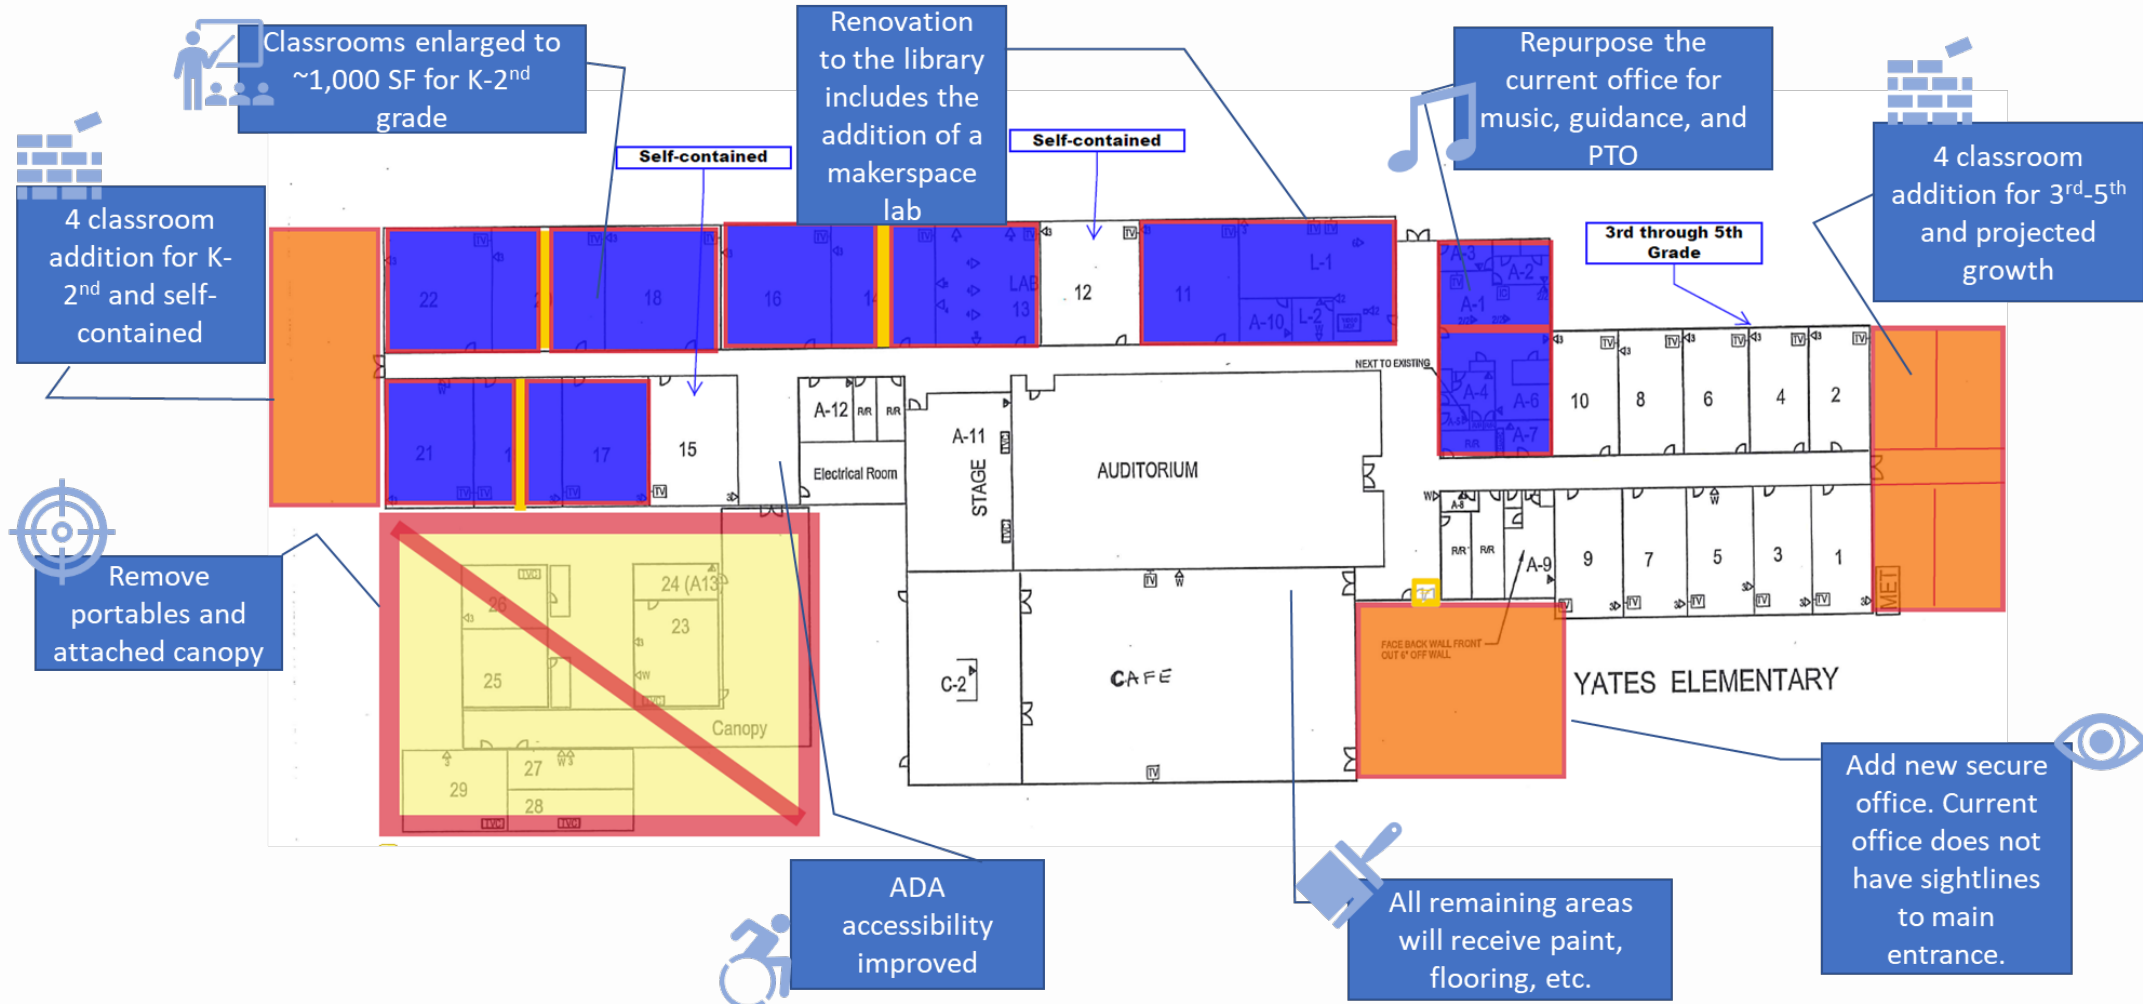 Classrooms enlarged to
~1,000 SF for K-2nd
grade
Renovation
to the library
includes the
addition of a
makerspace
lab
Repurpose the
current office for
music, guidance, and
PTO
4 classroom
addition for 3rd-5th
and projected
growth
4 classroom
addition for K-
2nd and self-
contained
Self-contained
Self-contained
3rd through 5th
Grade
22
18
16
LAB
13
12
11
L-1
A-10
L-2
A-3
A-2
A-1
NEXT TO EXISTING
A-4
A-6
A-7
R/R
10
8
6
4
2
21
17
15
A-12
R/R
R/R
Electrical Room
A-11
STAGE
AUDITORIUM
A-8
R/R
R/R
A-9
9
7
5
3
1
MET
Remove
portables and
attached canopy
26
24 (A13)
23
25
Canopy
27
29
28
C-2
CAFE
FACE BACK WALL FRONT
OUT 6" OFF WALL
YATES ELEMENTARY
Add new secure
office. Current
office does not
have sightlines
to main
entrance.
ADA
accessibility
improved
All remaining areas
will receive paint,
flooring, etc.